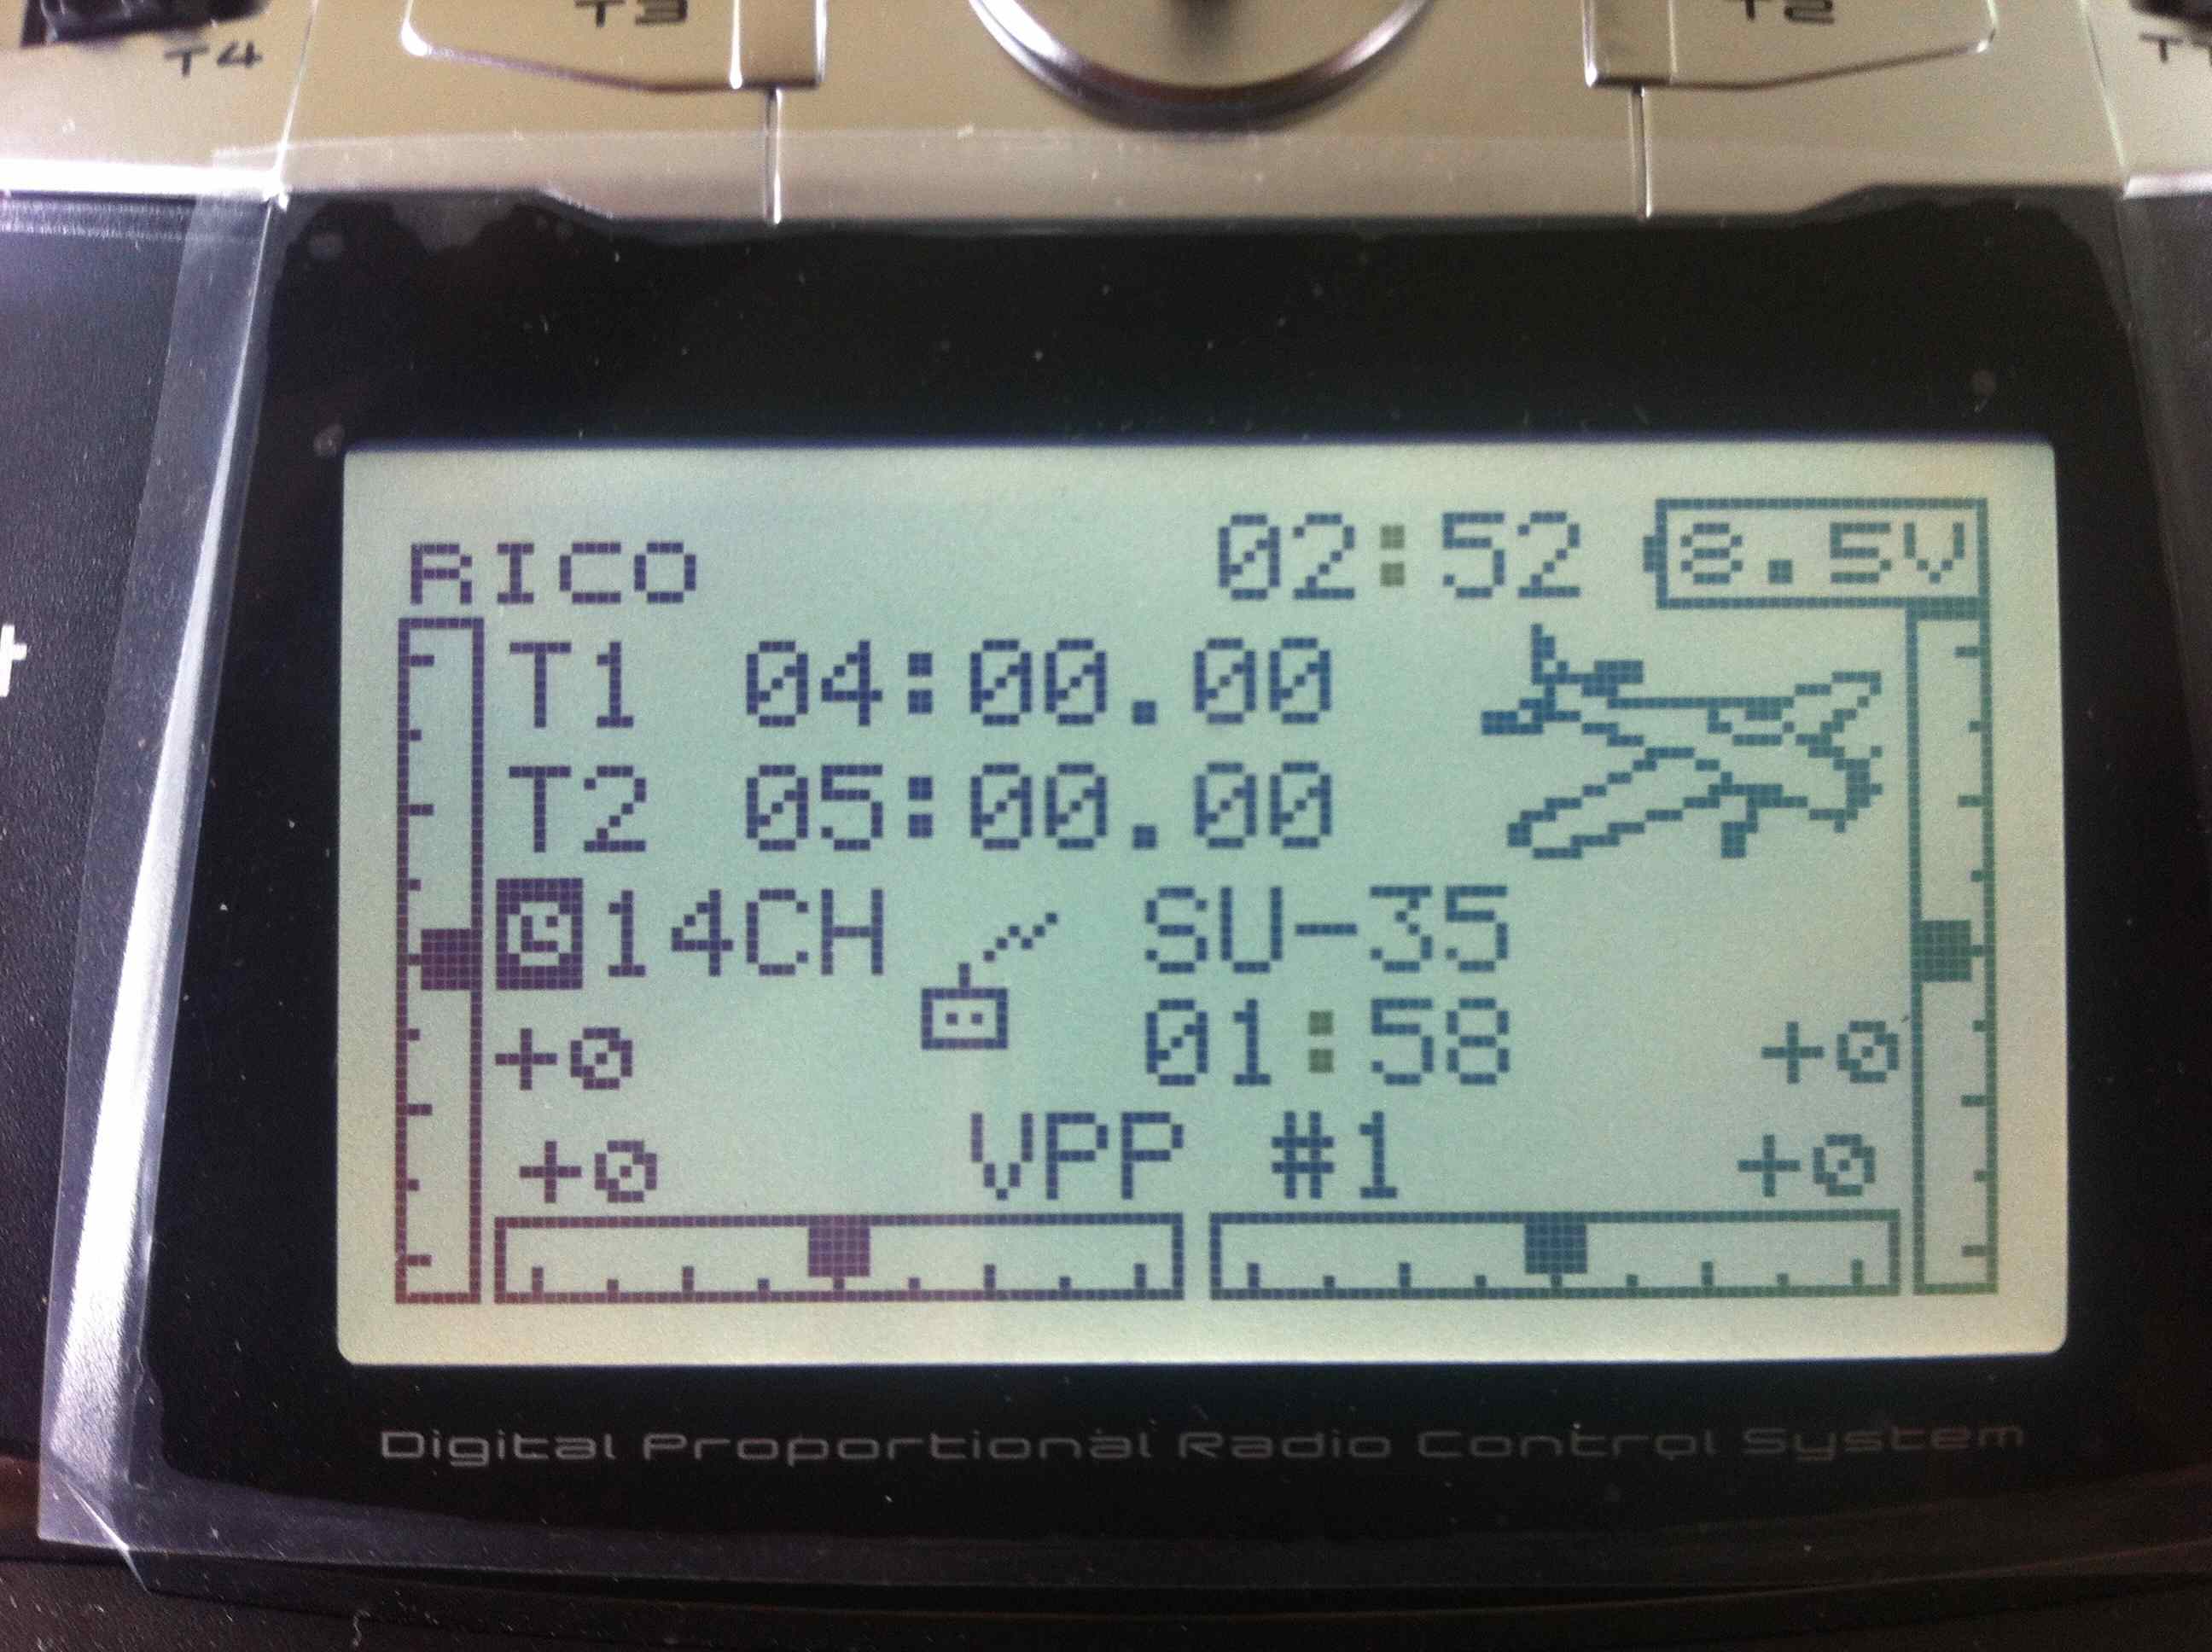 T4
T3
T2
RICO 02:52 8.5V
T1 04:00.00
T2 05:00.00
14CH SU-35
+0 01:58 +0
+0 VPP #1 +0
Digital Proportional Radio Control System